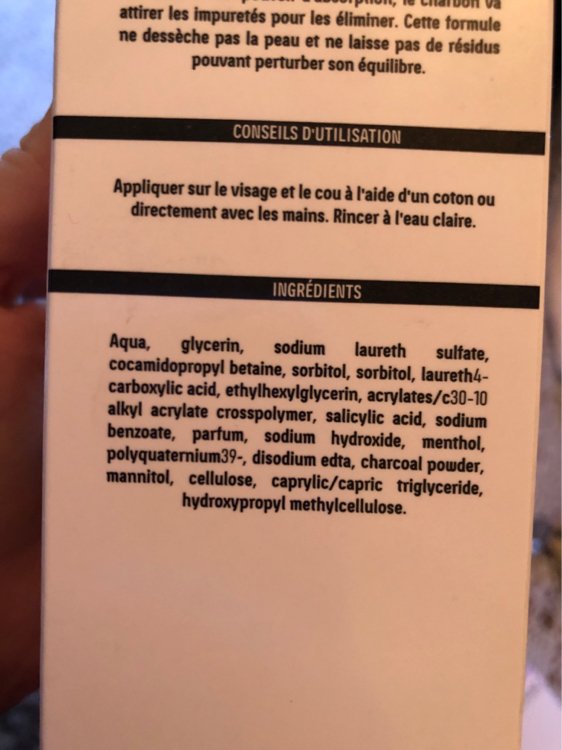 d'absorption, le charbon va
attirer les impuretés pour les éliminer. Cette formule
ne dessèche pas la peau et ne laisse pas de résidus
pouvant perturber son équilibre.
CONSEILS D'UTILISATION
Appliquer sur le visage et le cou à l'aide d'un coton ou
directement avec les mains. Rincer à l'eau claire.
INGRÉDIENTS
Aqua, glycerin, sodium laureth sulfate,
cocamidopropyl betaine, sorbitol, sorbitol, laureth4-
carboxylic acid, ethylhexylglycerin, acrylates/c30-10
alkyl acrylate crosspolymer, salicylic acid, sodium
benzoate, parfum, sodium hydroxide, menthol,
polyquaternium39-, disodium edta, charcoal powder,
mannitol, cellulose, caprylic/capric triglyceride,
hydroxypropyl methylcellulose.